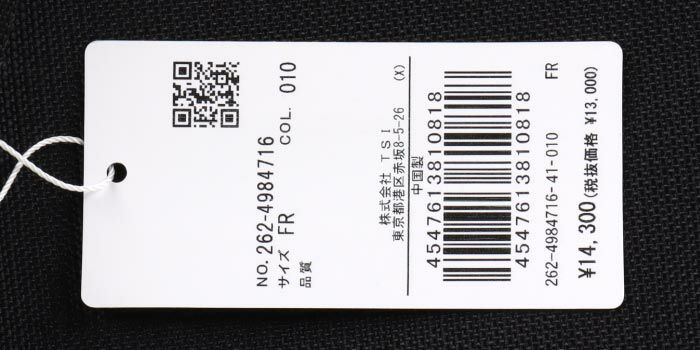 NO. 262-4984716
COL. 010
サイズ FR
品質
株式会社 TSI
東京都港区赤坂8-5-26 (X)
中国製
4547613810818
4547613810818
262-4984716-41-010 FR
¥14,300(税抜価格 ¥13,000)